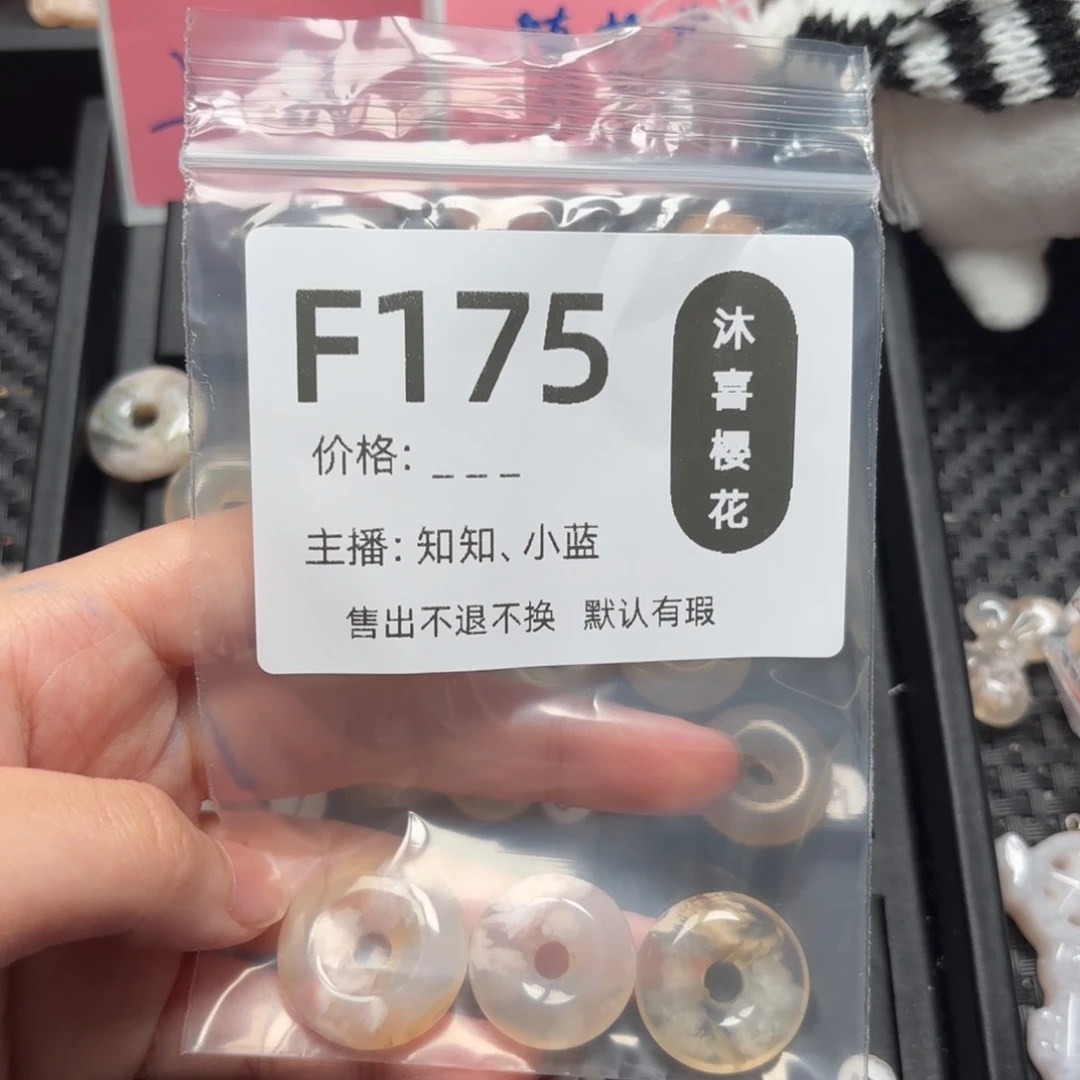 F175
沐喜樱花
价格: _ _ _
主播: 知知、小蓝
售出不退不换 默认有瑕